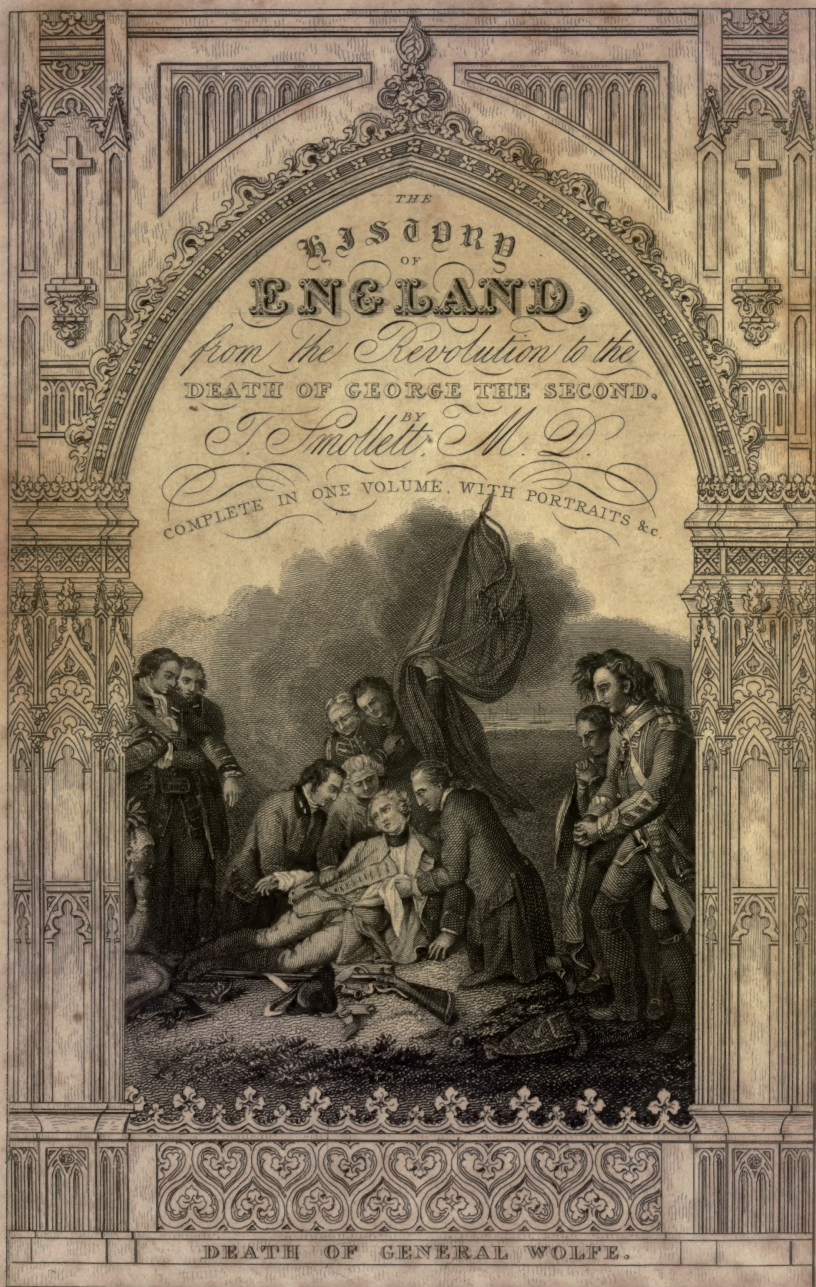 THE
HISTORY
OF
ENGLAND,
from the Revolution to the
DEATH OF GEORGE THE SECOND,
BY
T. Smollett. M. D.
COMPLETE IN ONE VOLUME, WITH PORTRAITS &c.
DEATH OF GENERAL WOLFE.